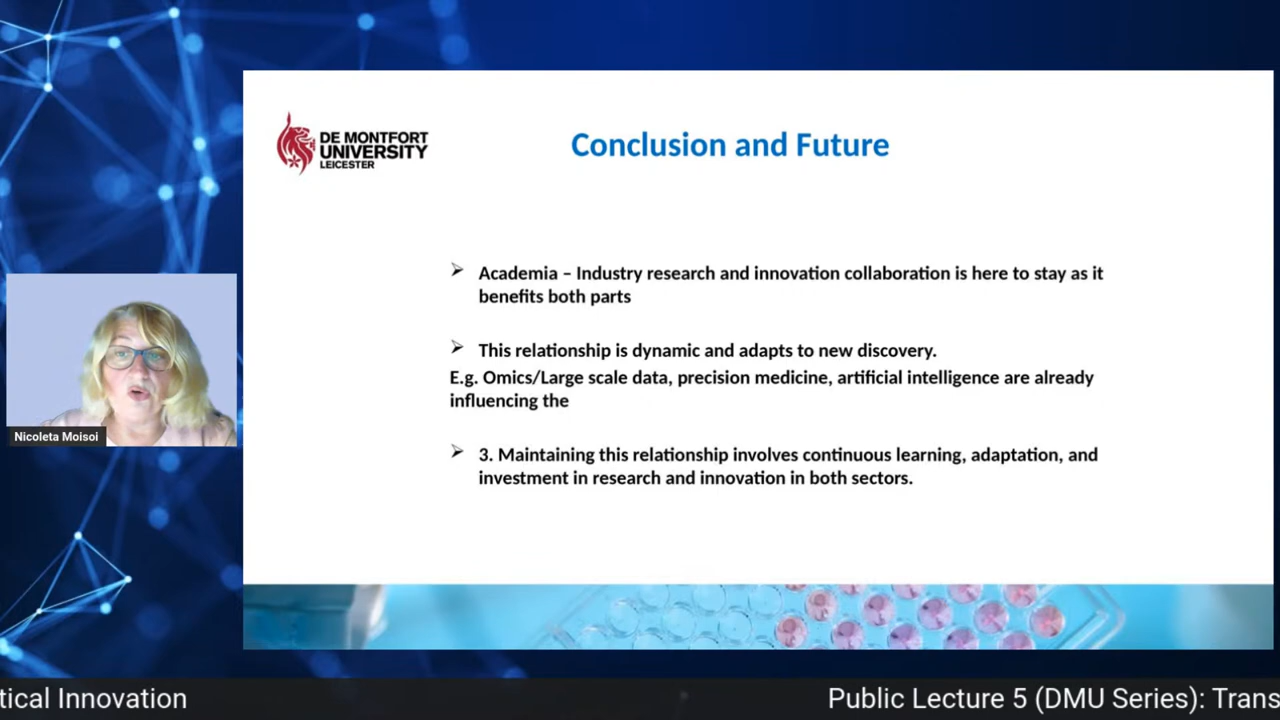 DE MONTFORT
UNIVERSITY
LEICESTER
Conclusion and Future
➢ Academia – Industry research and innovation collaboration is here to stay as it
benefits both parts
➢ This relationship is dynamic and adapts to new discovery.
E.g. Omics/Large scale data, precision medicine, artificial intelligence are already
influencing the
➢ 3. Maintaining this relationship involves continuous learning, adaptation, and
investment in research and innovation in both sectors.
Nicoleta Moisoi
tical Innovation
Public Lecture 5 (DMU Series): Trans